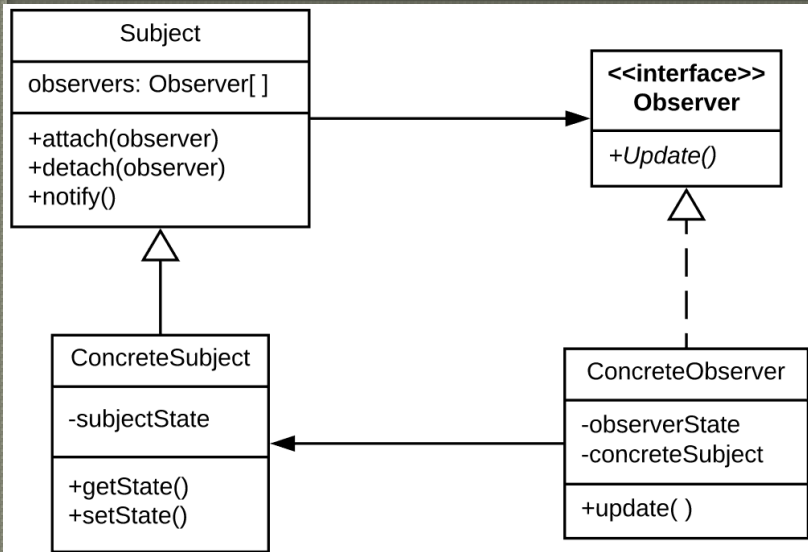 Subject
observers: Observer[ ]
+attach(observer)
+detach(observer)
+notify()
<<interface>>
Observer
+Update()
ConcreteSubject
-subjectState
+getState()
+setState()
ConcreteObserver
-observerState
-concreteSubject
+update( )